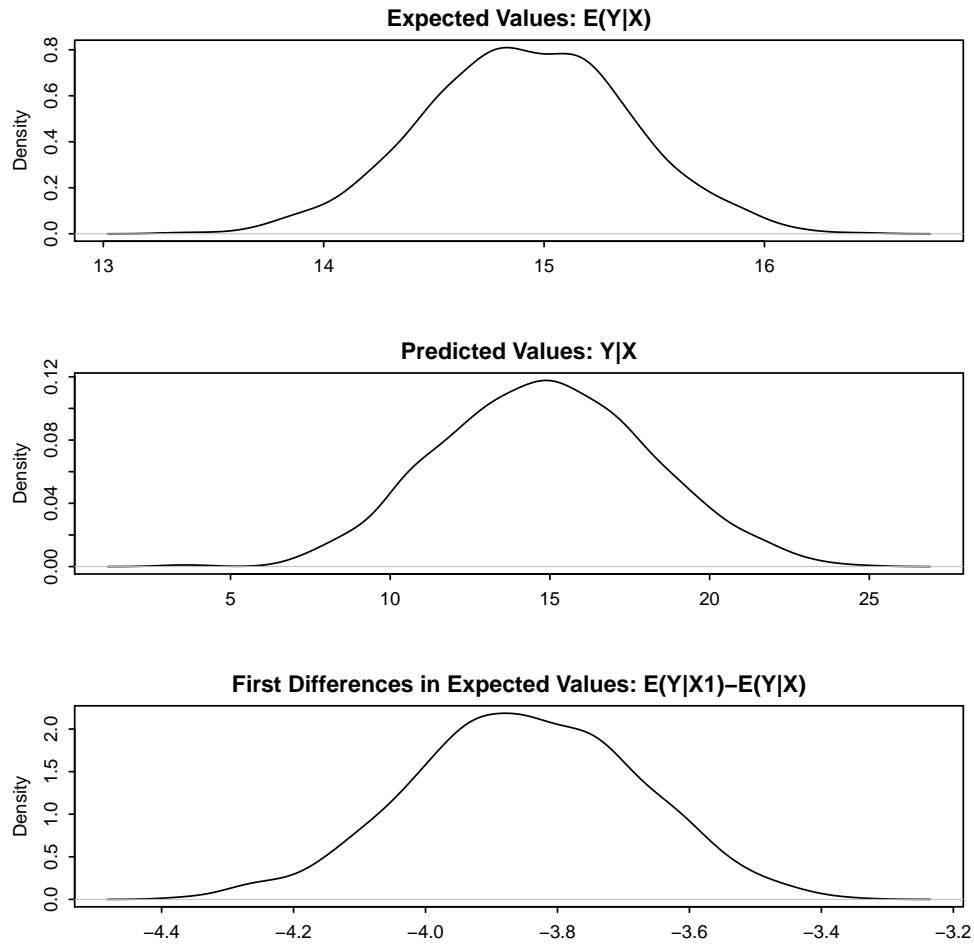 Expected Values: E(Y|X)
Density
0.0 0.2 0.4 0.6 0.8
13 14 15 16
Predicted Values: Y|X
Density
0.00 0.04 0.08 0.12
5 10 15 20 25
First Differences in Expected Values: E(Y|X1)−E(Y|X)
Density
0.0 0.5 1.0 1.5 2.0
−4.4 −4.2 −4.0 −3.8 −3.6 −3.4 −3.2